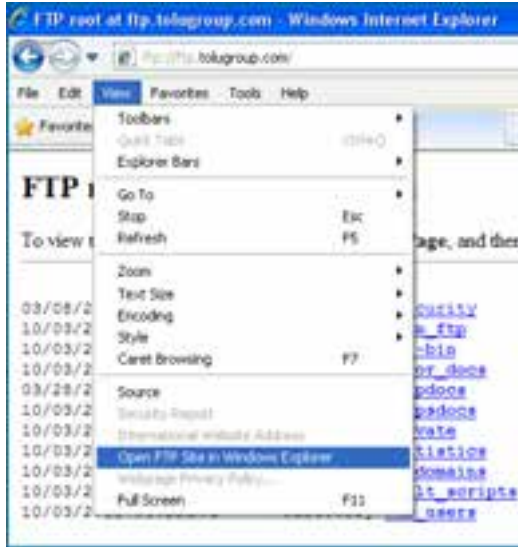 FTP root at ftp.tolugroup.com - Windows Internet Explorer
ftp://ftp.tolugroup.com/
File Edit View Favorites Tools Help
Favorites
Toolbars
Quick Tabs Ctrl+Q
Explorer Bars
Go To
Stop Esc
Refresh F5
Zoom
Text Size
Encoding
Style
Caret Browsing F7
Source
Security Report
International Website Address
Open FTP Site in Windows Explorer
Webpage Privacy Policy...
Full Screen F11
FTP
To view
age, and then
03/08/2 curity
10/03/2 m_ftp
10/03/2 -bin
10/03/2 or_docs
03/28/2 pdocs
10/03/2 psdocs
10/03/2 vate
10/03/2 tistics
10/03/2 domains
10/03/2 lt_scripts
10/03/2 users